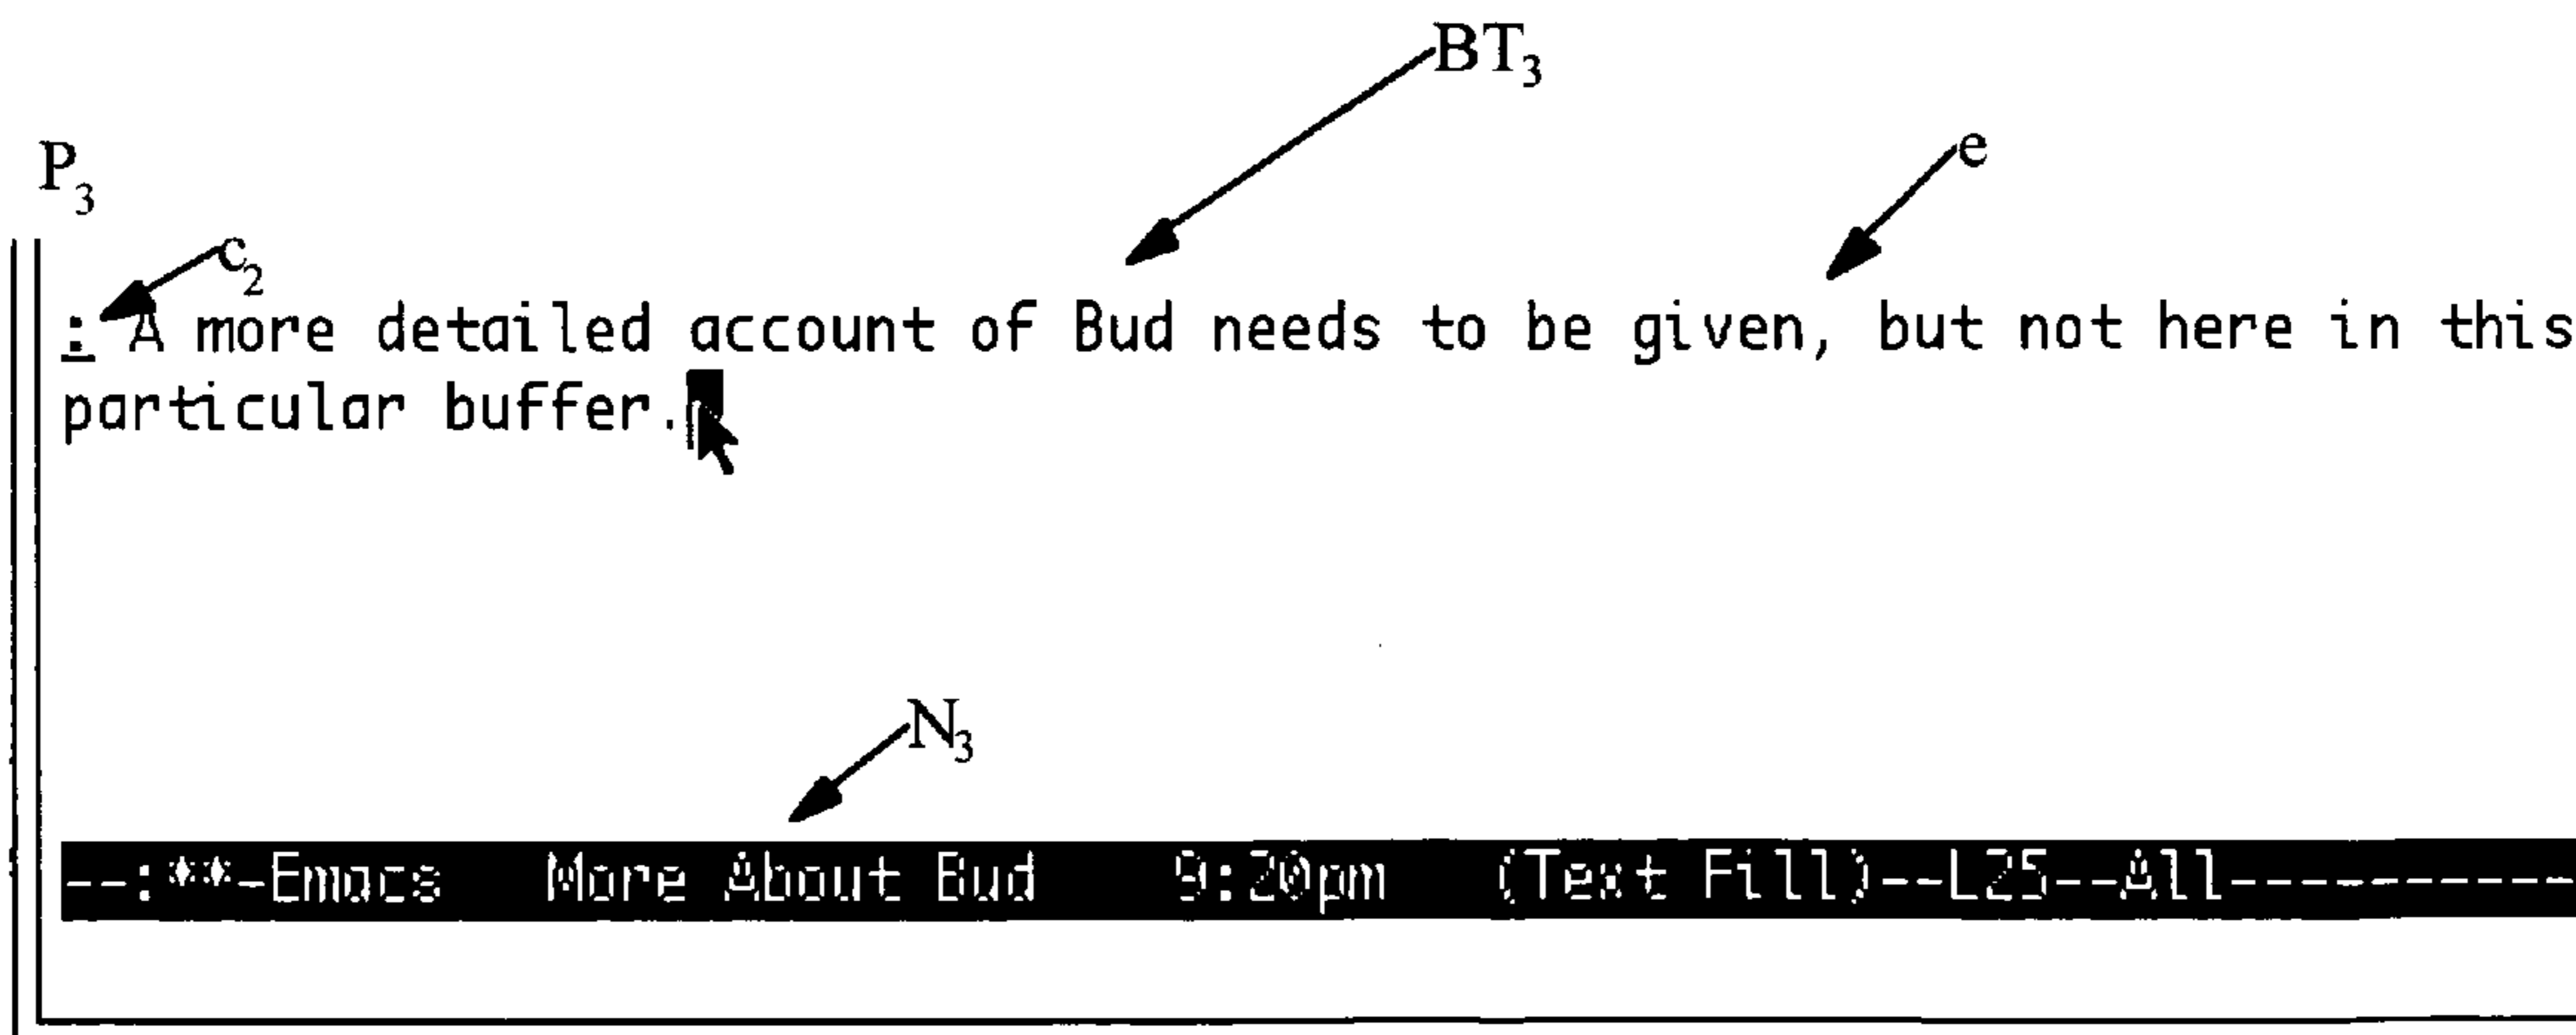 BT₃
e
P₃
c₂
: A more detailed account of Bud needs to be given, but not here in this
particular buffer.
N₃
--:**-Emacs More About Bud 9:20pm (Text Fill)--L25--All-----------